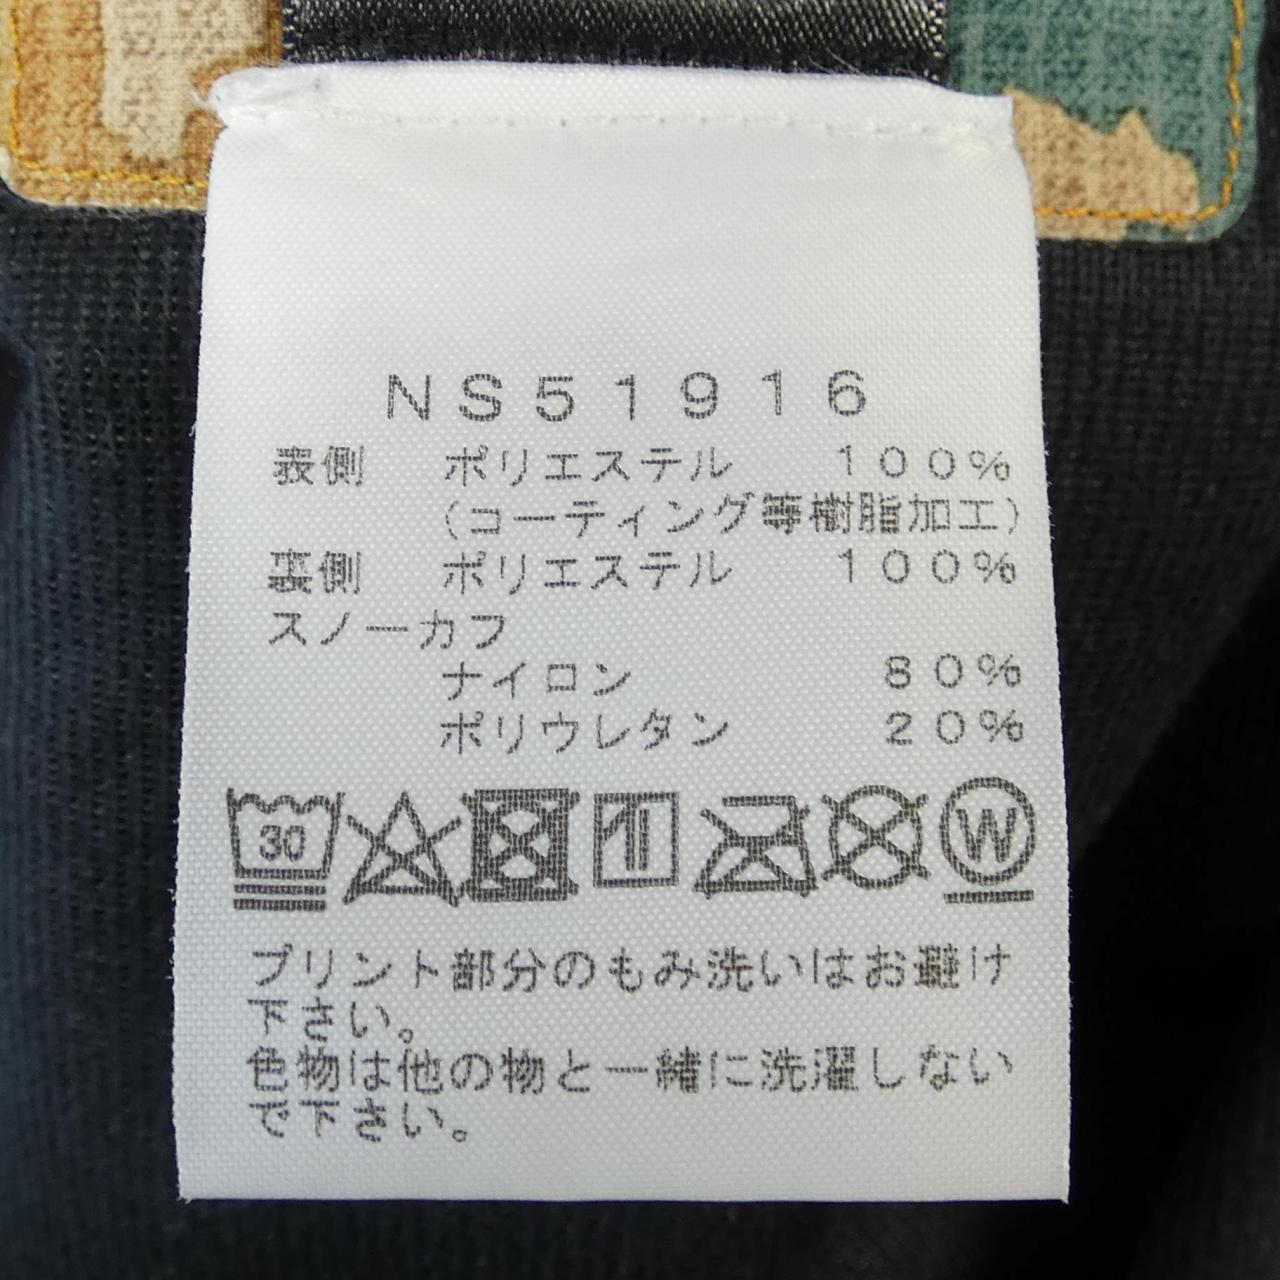 NS51916
表側 ポリエステル 100%
(コーティング等樹脂加工)
裏側 ポリエステル 100%
スノーカフ
ナイロン 80%
ポリウレタン 20%
30 W
プリント部分のもみ洗いはお避け
下さい。
色物は他の物と一緒に洗濯しない
で下さい。